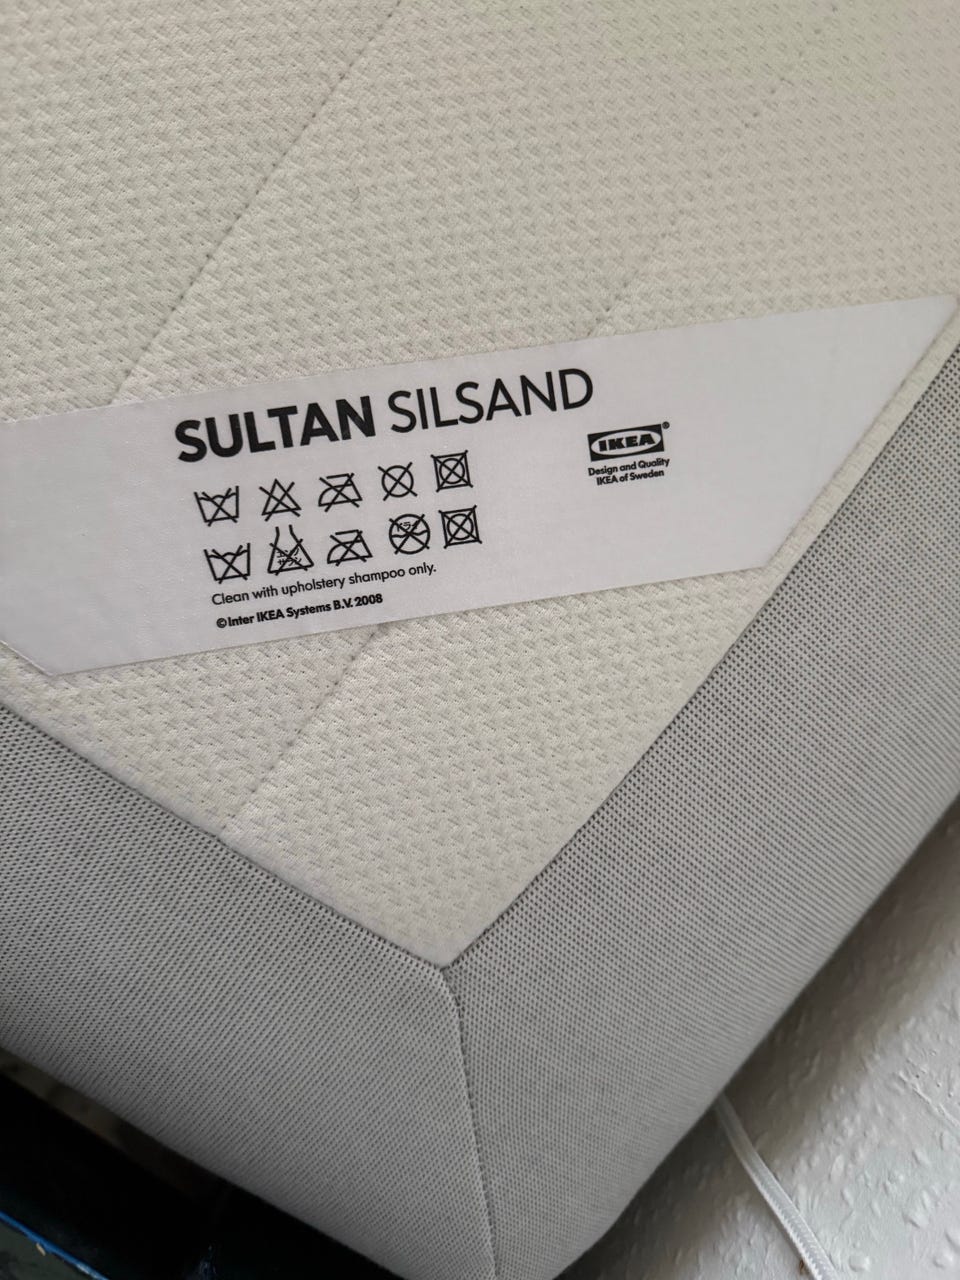 SULTAN SILSAND
IKEA®
Design and Quality
IKEA of Sweden
Clean with upholstery shampoo only.
© Inter IKEA Systems B.V. 2008